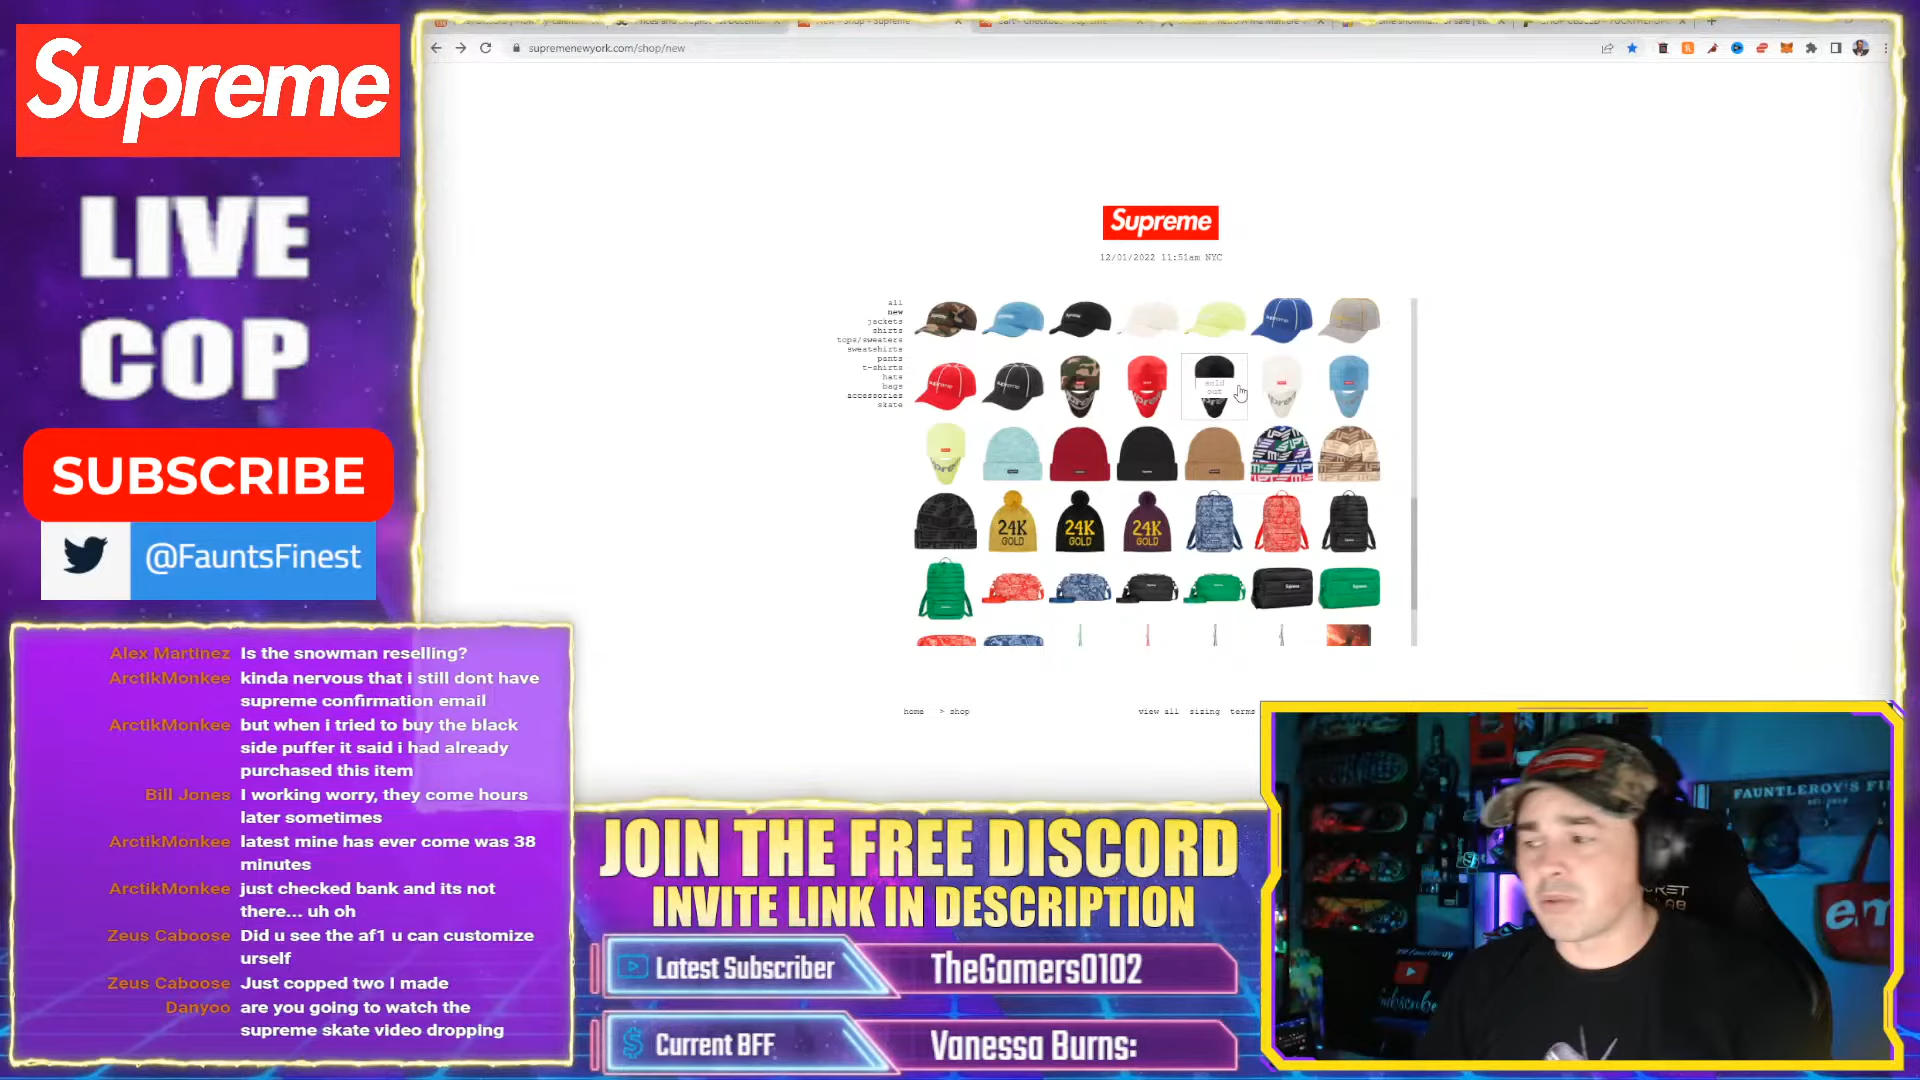 Supreme
LIVE
COP
SUBSCRIBE
@FauntsFinest
supremenewyork.com/shop/new
Supreme
12/01/2022 11:51am NYC
all
new
jackets
shirts
tops/sweaters
sweatshirts
pants
t-shirts
hats
bags
accessories
skate
sold
out
24K
GOLD
24K
GOLD
24K
GOLD
home > shop
view all sizing terms
Alex Martinez Is the snowman reselling?
ArctikMonkee kinda nervous that i still dont have
supreme confirmation email
ArctikMonkee but when i tried to buy the black
side puffer it said i had already
purchased this item
Bill Jones I working worry, they come hours
later sometimes
ArctikMonkee latest mine has ever come was 38
minutes
ArctikMonkee just checked bank and its not
there... uh oh
Zeus Caboose Did u see the af1 u can customize
urself
Zeus Caboose Just copped two I made
Danyoo are you going to watch the
supreme skate video dropping
JOIN THE FREE DISCORD
INVITE LINK IN DESCRIPTION
Latest Subscriber TheGamers0102
Current BFF Vanessa Burns:
FAUNTLEROY'S